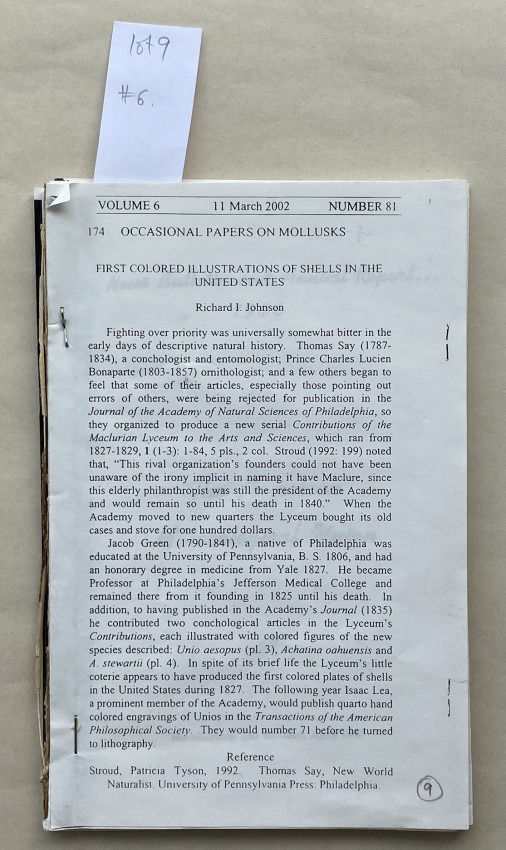 lot 9
#6.
VOLUME 6 11 March 2002 NUMBER 81
174 OCCASIONAL PAPERS ON MOLLUSKS
FIRST COLORED ILLUSTRATIONS OF SHELLS IN THE
UNITED STATES
Richard I. Johnson
Fighting over priority was universally somewhat bitter in the
early days of descriptive natural history. Thomas Say (1787-
1834), a conchologist and entomologist; Prince Charles Lucien
Bonaparte (1803-1857) ornithologist; and a few others began to
feel that some of their articles, especially those pointing out
errors of others, were being rejected for publication in the
Journal of the Academy of Natural Sciences of Philadelphia, so
they organized to produce a new serial Contributions of the
Maclurian Lyceum to the Arts and Sciences, which ran from
1827-1829, 1 (1-3): 1-84, 5 pls., 2 col. Stroud (1992: 199) noted
that, “This rival organization’s founders could not have been
unaware of the irony implicit in naming it have Maclure, since
this elderly philanthropist was still the president of the Academy
and would remain so until his death in 1840.” When the
Academy moved to new quarters the Lyceum bought its old
cases and stove for one hundred dollars.
Jacob Green (1790-1841), a native of Philadelphia was
educated at the University of Pennsylvania, B. S. 1806, and had
an honorary degree in medicine from Yale 1827. He became
Professor at Philadelphia’s Jefferson Medical College and
remained there from it founding in 1825 until his death. In
addition, to having published in the Academy’s Journal (1835)
he contributed two conchological articles in the Lyceum’s
Contributions, each illustrated with colored figures of the new
species described: Unio aesopus (pl. 3), Achatina oahuensis and
A. stewartii (pl. 4). In spite of its brief life the Lyceum’s little
coterie appears to have produced the first colored plates of shells
in the United States during 1827. The following year Isaac Lea,
a prominent member of the Academy, would publish quarto hand
colored engravings of Unios in the Transactions of the American
Philosophical Society. They would number 71 before he turned
to lithography.
Reference
Stroud, Patricia Tyson, 1992. Thomas Say, New World
Naturalist. University of Pennsylvania Press: Philadelphia.
9